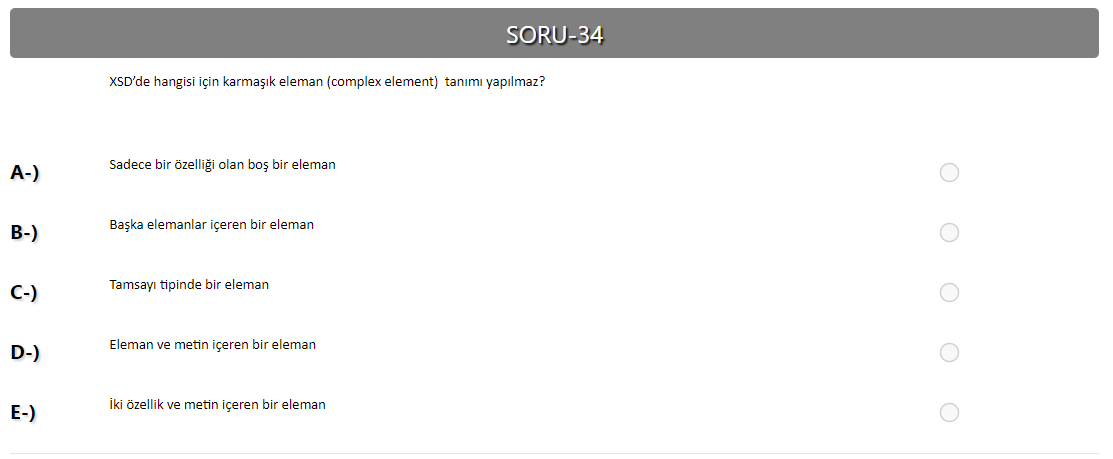 SORU-34
XSD’de hangisi için karmaşık eleman (complex element)  tanımı yapılmaz?
A-) Sadece bir özelliği olan boş bir eleman
B-) Başka elemanlar içeren bir eleman
C-) Tamsayı tipinde bir eleman
D-) Eleman ve metin içeren bir eleman
E-) İki özellik ve metin içeren bir eleman